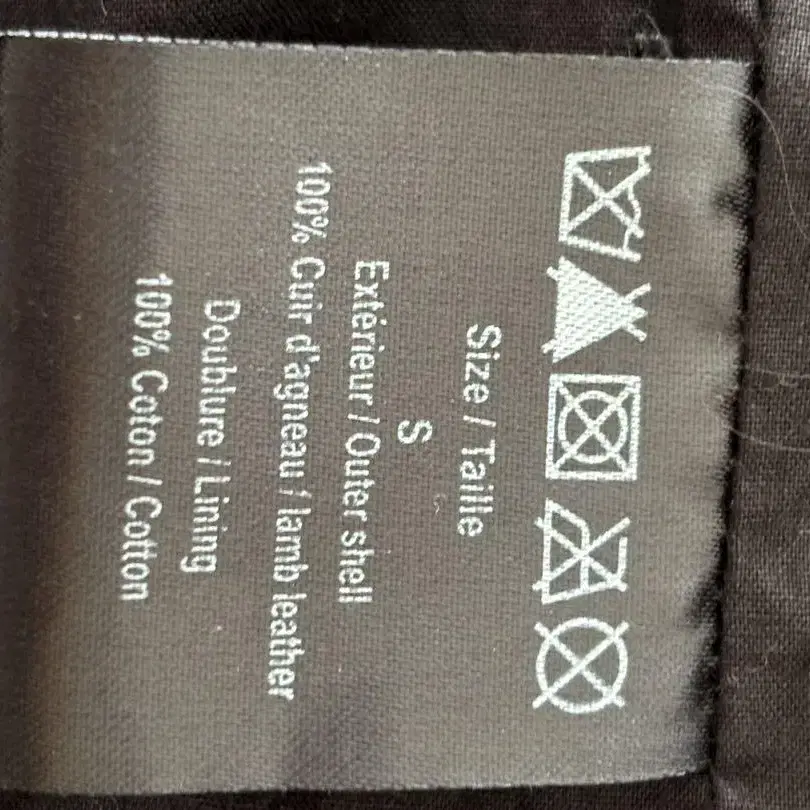 Size / Taille
S
Extérieur / Outer shell
100% Cuir d'agneau / lamb leather
Doublure / Lining
100% Coton / Cotton